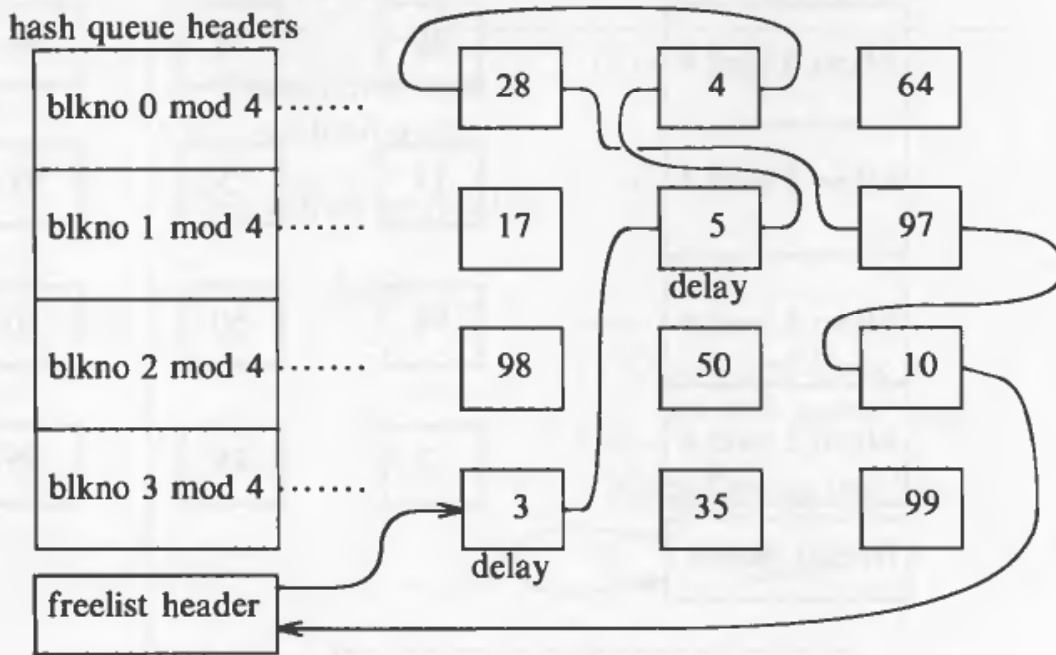 hash queue headers
blkno 0 mod 4 ······
28
4
64
blkno 1 mod 4 ······
17
5
97
delay
blkno 2 mod 4 ······
98
50
10
blkno 3 mod 4 ······
3
35
99
delay
freelist header